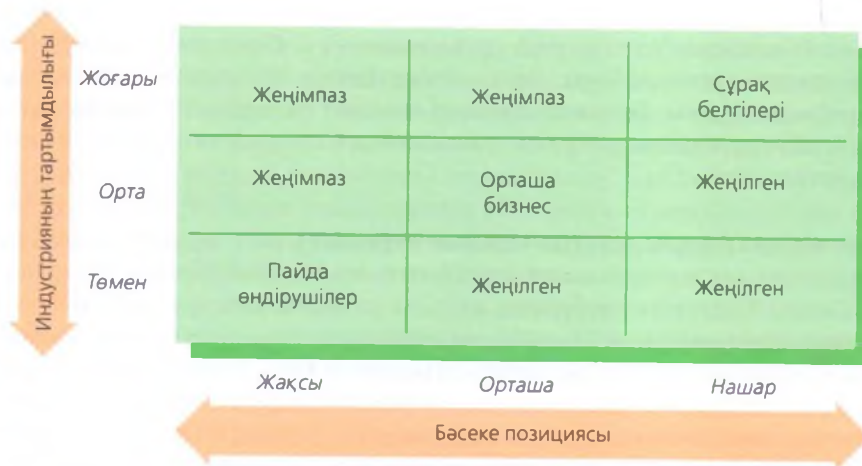 Индустрияның тартымдылығы
Жоғары
Жеңімпаз
Жеңімпаз
Сұрақ
белгілері
Орта
Жеңімпаз
Орташа
бизнес
Жеңілген
Төмен
Пайда
өндірушілер
Жеңілген
Жеңілген
Жақсы
Орташа
Нашар
Бәсеке позициясы